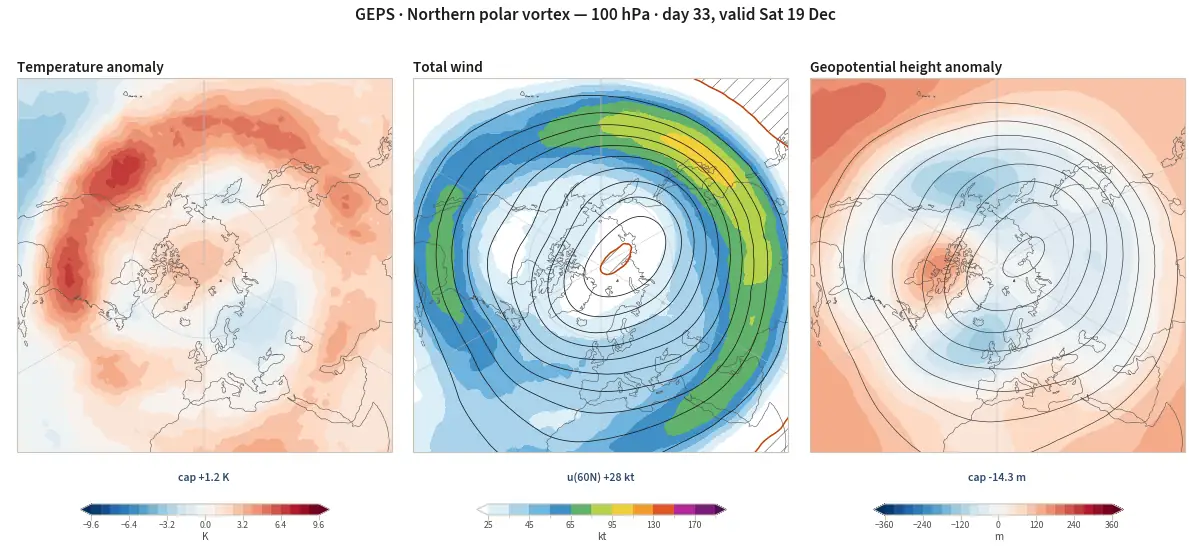 GEPS · Northern polar vortex — 100 hPa · day 33, valid Sat 19 Dec
Temperature anomaly
Total wind
Geopotential height anomaly
cap +1.2 K
u(60N) +28 kt
cap -14.3 m
−9.6 −6.4 −3.2 0.0 3.2 6.4 9.6
K
25 45 65 95 130 170
kt
−360 −240 −120 0 120 240 360
m